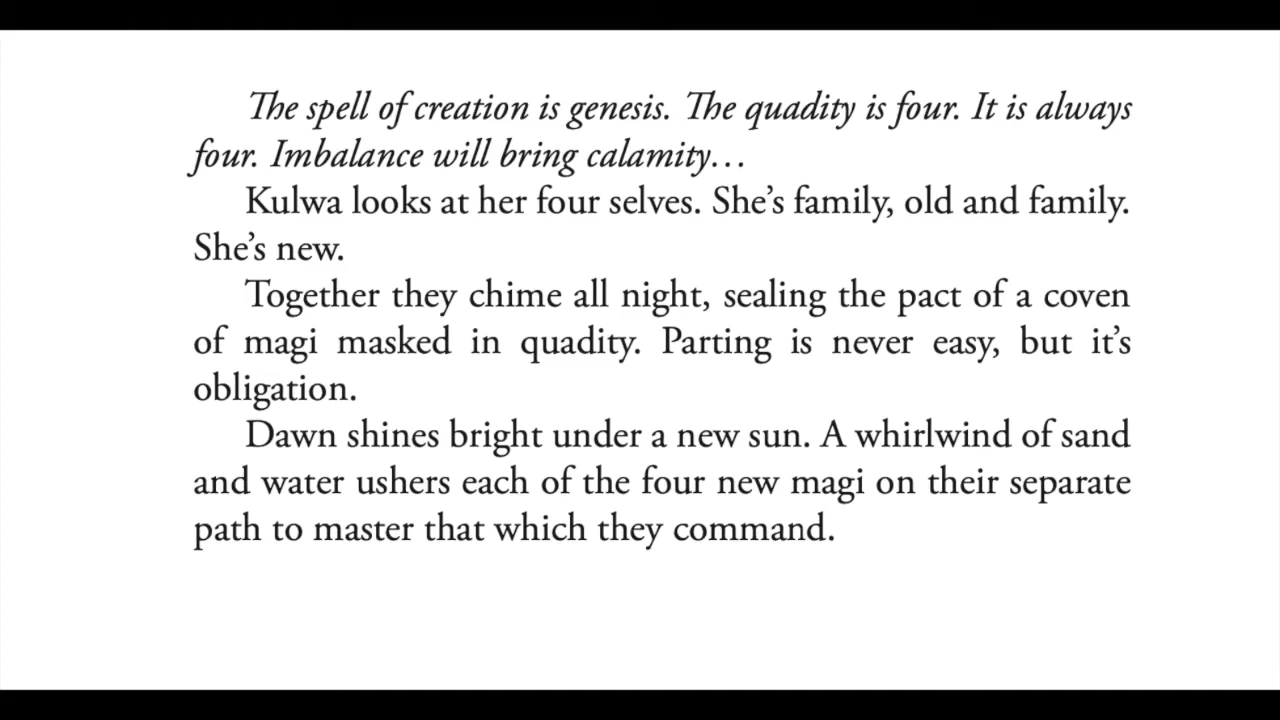 The spell of creation is genesis. The quadity is four. It is always
four. Imbalance will bring calamity…
Kulwa looks at her four selves. She’s family, old and family.
She’s new.
Together they chime all night, sealing the pact of a coven
of magi masked in quadity. Parting is never easy, but it’s
obligation.
Dawn shines bright under a new sun. A whirlwind of sand
and water ushers each of the four new magi on their separate
path to master that which they command.